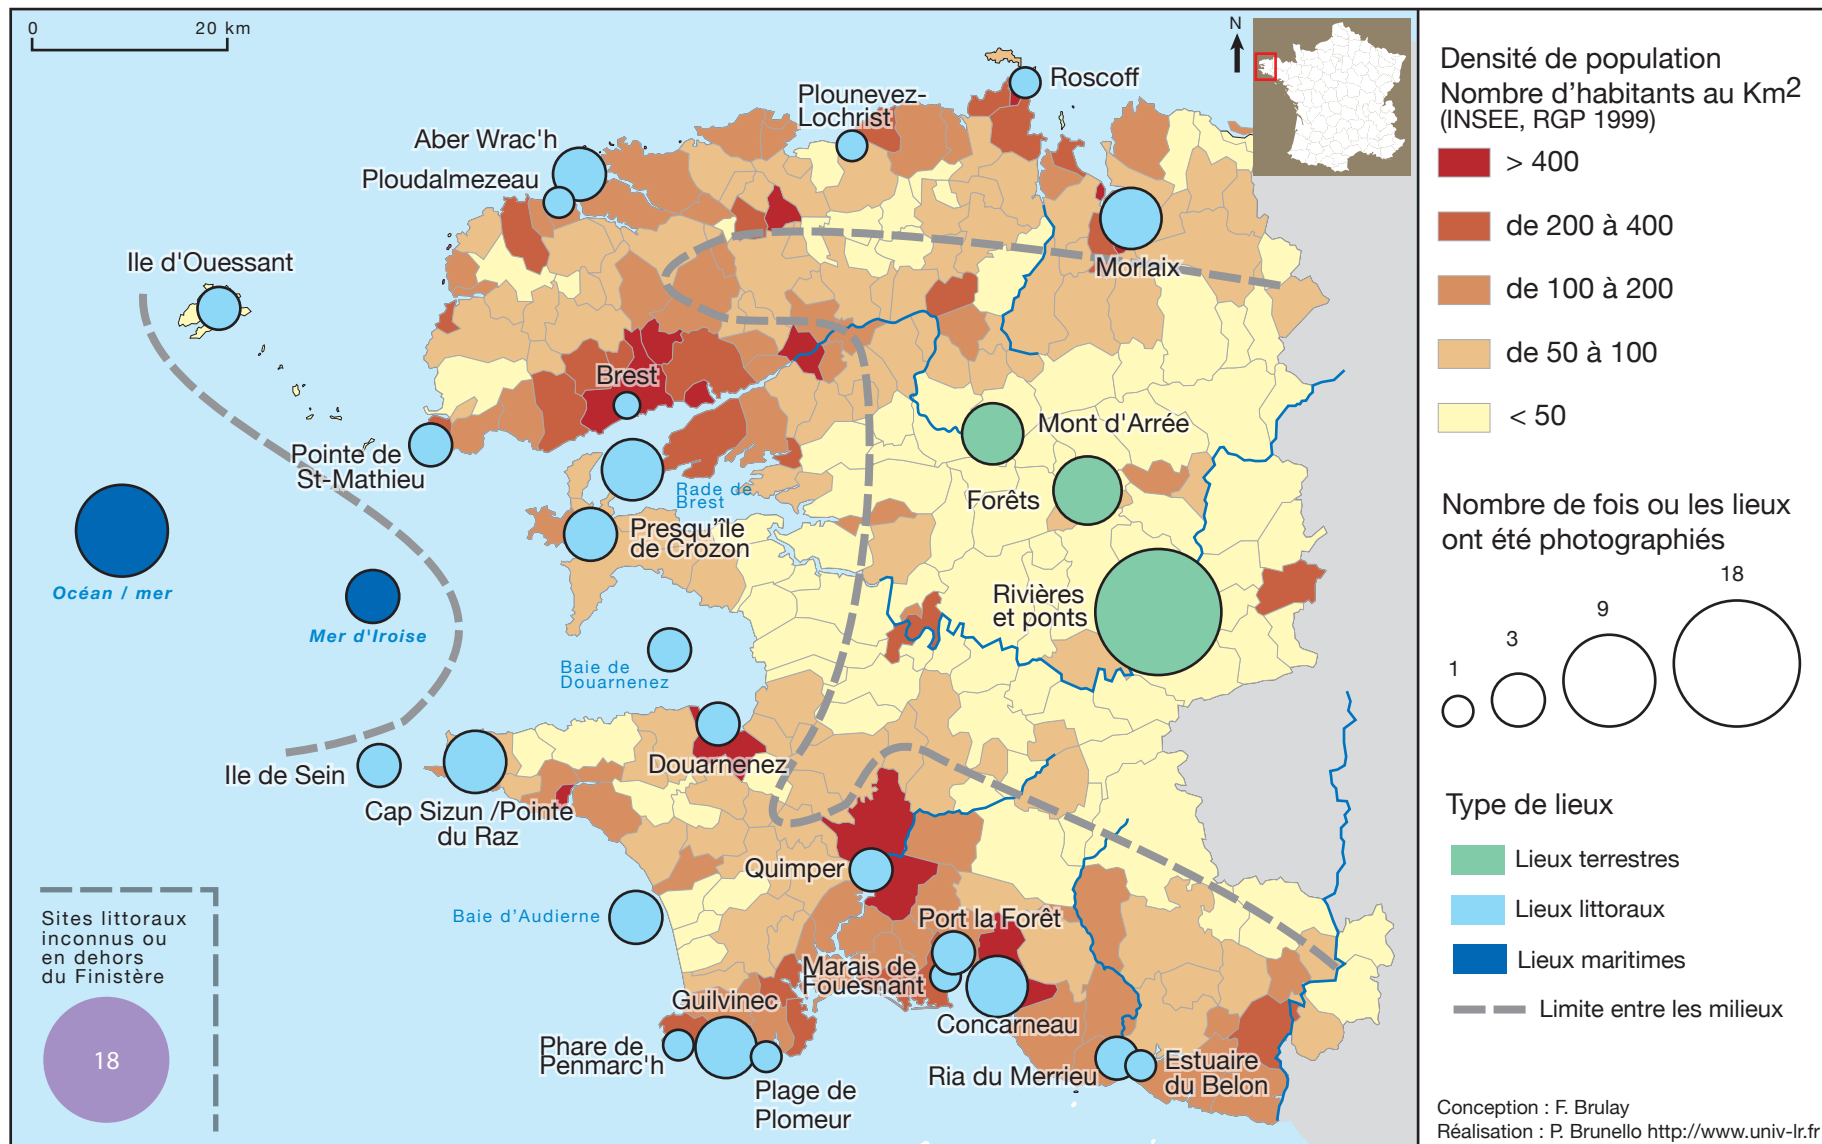 0
20 km
N
Roscoff
Plounevez-
Lochrist
Aber Wrac'h
Ploudalmezeau
Ile d'Ouessant
Morlaix
Brest
Pointe de
St-Mathieu
Mont d'Arrée
Rade de
Brest
Forêts
Presqu'île
de Crozon
Océan / mer
Mer d'Iroise
Rivières
et ponts
Baie de
Douarnenez
Ile de Sein
Douarnenez
Cap Sizun /Pointe
du Raz
Quimper
Baie d'Audierne
Port la Forêt
Marais de
Fouesnant
Guilvinec
Concarneau
Phare de
Penmarc'h
Plage de
Plomeur
Ria du Merrieu
Estuaire
du Belon
Sites littoraux
inconnus ou
en dehors
du Finistère
18
Densité de population
Nombre d'habitants au Km2
(INSEE, RGP 1999)
> 400
de 200 à 400
de 100 à 200
de 50 à 100
< 50
Nombre de fois ou les lieux
ont été photographiés
1
3
9
18
Type de lieux
Lieux terrestres
Lieux littoraux
Lieux maritimes
Limite entre les milieux
Conception : F. Brulay
Réalisation : P. Brunello http://www.univ-lr.fr